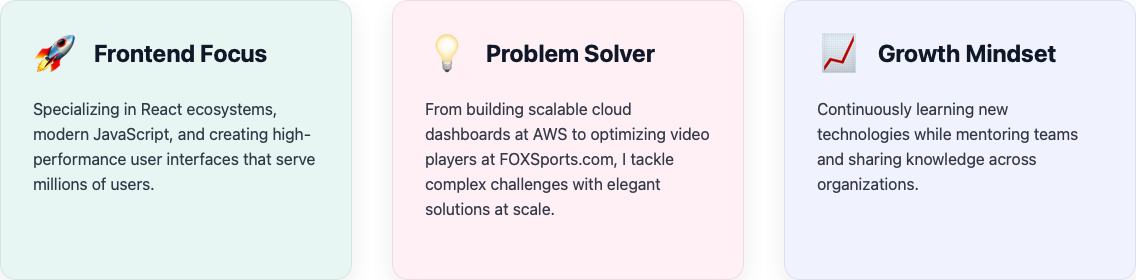 Frontend Focus
Specializing in React ecosystems,
modern JavaScript, and creating high-
performance user interfaces that serve
millions of users.
Problem Solver
From building scalable cloud
dashboards at AWS to optimizing video
players at FOXSports.com, I tackle
complex challenges with elegant
solutions at scale.
Growth Mindset
Continuously learning new
technologies while mentoring teams
and sharing knowledge across
organizations.